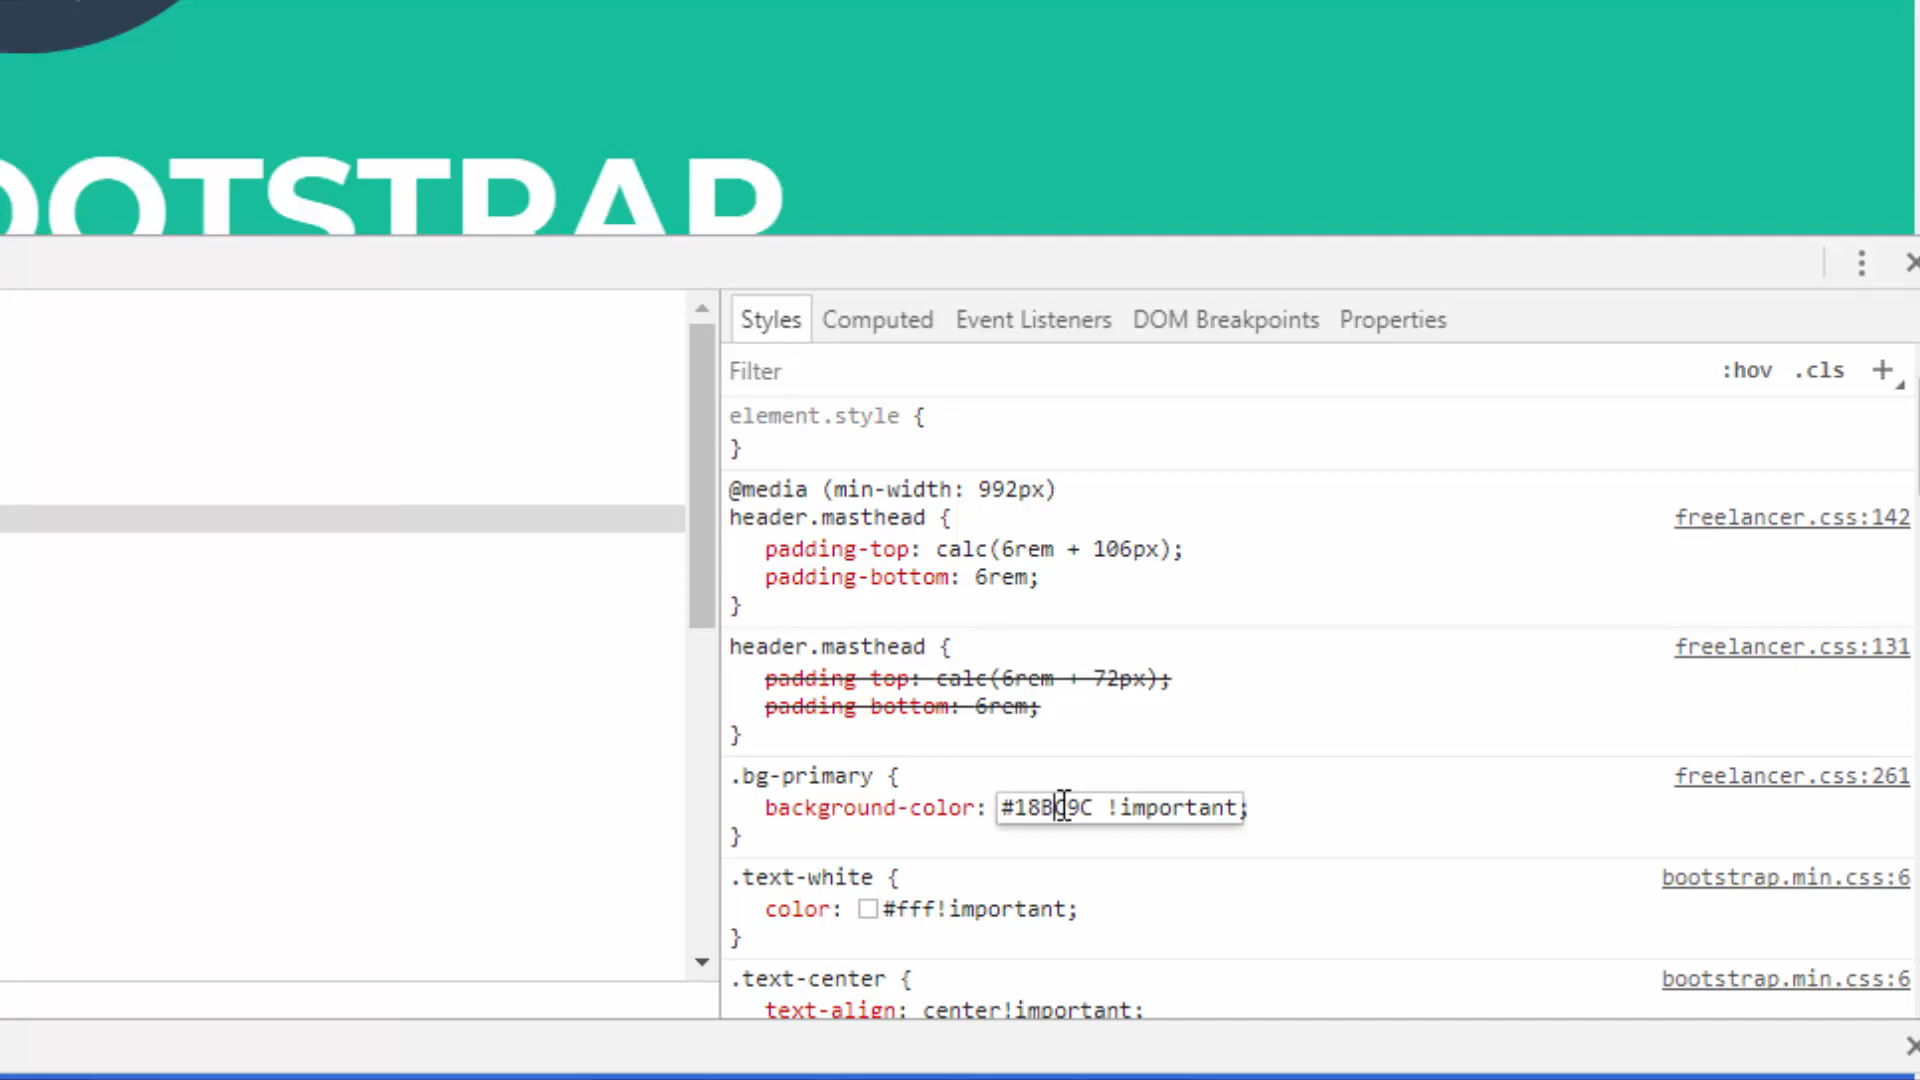 OOTSTRAP
Styles Computed Event Listeners DOM Breakpoints Properties
Filter :hov .cls +
element.style {
}
@media (min-width: 992px)
header.masthead { freelancer.css:142
padding-top: calc(6rem + 106px);
padding-bottom: 6rem;
}
header.masthead { freelancer.css:131
padding-top: calc(6rem + 72px);
padding-bottom: 6rem;
}
.bg-primary { freelancer.css:261
background-color: #18BC9C !important;
}
.text-white { bootstrap.min.css:6
color: #fff!important;
}
.text-center { bootstrap.min.css:6
text-align: center!important;